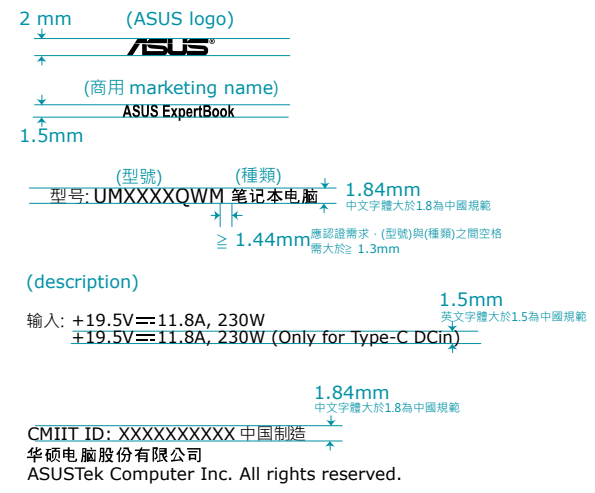 2 mm (ASUS logo)
ASUS®
(商用 marketing name)
ASUS ExpertBook
1.5mm
(型號) (種類)
型号: UMXXXXQWM 笔记本电脑 1.84mm
中文字體大於1.8為中國規範
≧ 1.44mm 應認證需求，(型號)與(種類)之間空格
需大於≧ 1.3mm
(description)
1.5mm
英文字體大於1.5為中國規範
输入: +19.5V⎓11.8A, 230W
+19.5V⎓11.8A, 230W (Only for Type-C DCin)
1.84mm
中文字體大於1.8為中國規範
CMIIT ID: XXXXXXXXXX 中国制造
华硕电脑股份有限公司
ASUSTek Computer Inc. All rights reserved.